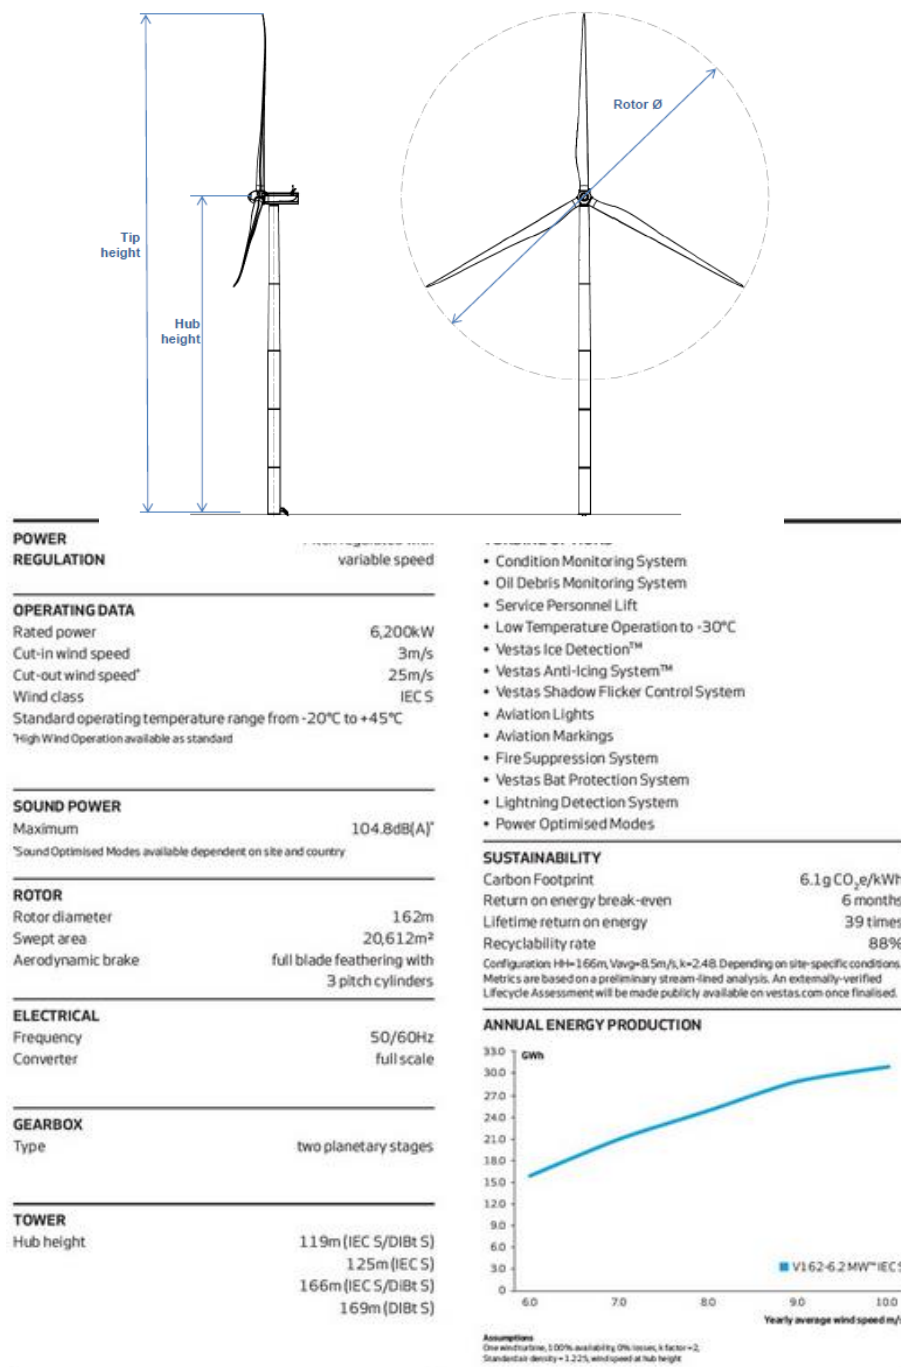 Rotor Ø
Tip
height
Hub
height
POWER
REGULATION
variable speed
OPERATING DATA
Rated power 6,200kW
Cut-in wind speed 3m/s
Cut-out wind speed* 25m/s
Wind class IEC S
Standard operating temperature range from -20°C to +45°C
*High Wind Operation available as standard
SOUND POWER
Maximum 104.8dB(A)*
*Sound Optimised Modes available dependent on site and country
ROTOR
Rotor diameter 162m
Swept area 20,612m²
Aerodynamic brake full blade feathering with
3 pitch cylinders
ELECTRICAL
Frequency 50/60Hz
Converter full scale
GEARBOX
Type two planetary stages
TOWER
Hub height 119m (IEC S/DIBt S)
125m (IEC S)
166m (IEC S/DiBt S)
169m (DIBt S)
• Condition Monitoring System
• Oil Debris Monitoring System
• Service Personnel Lift
• Low Temperature Operation to -30°C
• Vestas Ice Detection™
• Vestas Anti-Icing System™
• Vestas Shadow Flicker Control System
• Aviation Lights
• Aviation Markings
• Fire Suppression System
• Vestas Bat Protection System
• Lightning Detection System
• Power Optimised Modes
SUSTAINABILITY
Carbon Footprint 6.1g CO₂e/kWh
Return on energy break-even 6 months
Lifetime return on energy 39 times
Recyclability rate 88%
Configuration: HH=166m, Vavg=8.5m/s, k=2.48. Depending on site-specific conditions.
Metrics are based on a preliminary stream-lined analysis. An externally-verified
Lifecycle Assessment will be made publicly available on vestas.com once finalised.
ANNUAL ENERGY PRODUCTION
33.0
GWh
30.0
27.0
24.0
21.0
18.0
15.0
12.0
9.0
6.0
3.0
0
V162-6.2 MW™ IEC S
6.0 7.0 8.0 9.0 10.0
Yearly average wind speed m/s
Assumptions
One wind turbine, 100% availability, 0% losses, k factor = 2,
Standard air density = 1.225, wind speed at hub height